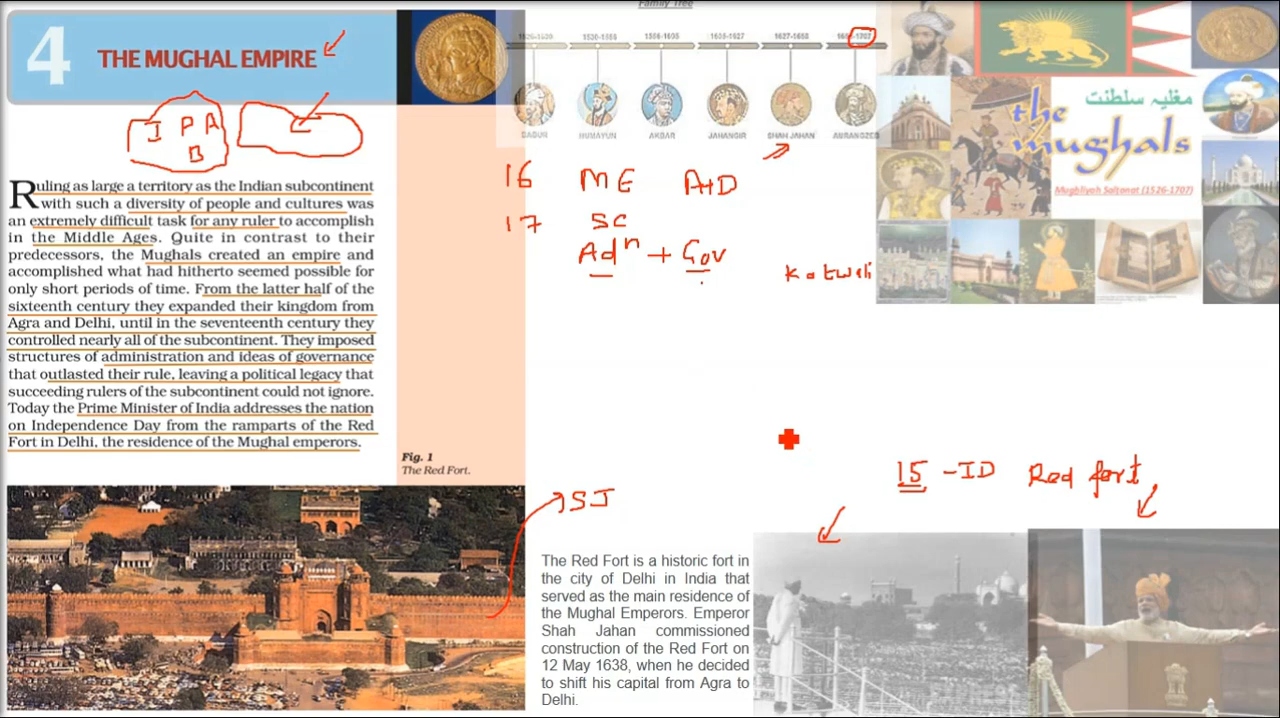 Family Tree
4
THE MUGHAL EMPIRE
I P A
B
Ruling as large a territory as the Indian subcontinent
with such a diversity of people and cultures was
an extremely difficult task for any ruler to accomplish
in the Middle Ages. Quite in contrast to their
predecessors, the Mughals created an empire and
accomplished what had hitherto seemed possible for
only short periods of time. From the latter half of the
sixteenth century they expanded their kingdom from
Agra and Delhi, until in the seventeenth century they
controlled nearly all of the subcontinent. They imposed
structures of administration and ideas of governance
that outlasted their rule, leaving a political legacy that
succeeding rulers of the subcontinent could not ignore.
Today the Prime Minister of India addresses the nation
on Independence Day from the ramparts of the Red
Fort in Delhi, the residence of the Mughal emperors.
Fig. 1
The Red Fort.
1530-1556 1556-1605 1605-1627 1627-1658
HUMAYUN AKBAR JAHANGIR SHAH JAHAN AURANGZEB
16 ME A+D
17 SC
Adn + Gov
Kotwali
مغلیہ سلطنت
the
mughals
Mughliyah Saltanat (1526-1707)
SJ
15 - ID Red fort
The Red Fort is a historic fort in
the city of Delhi in India that
served as the main residence of
the Mughal Emperors. Emperor
Shah Jahan commissioned
construction of the Red Fort on
12 May 1638, when he decided
to shift his capital from Agra to
Delhi.
EXPRESS